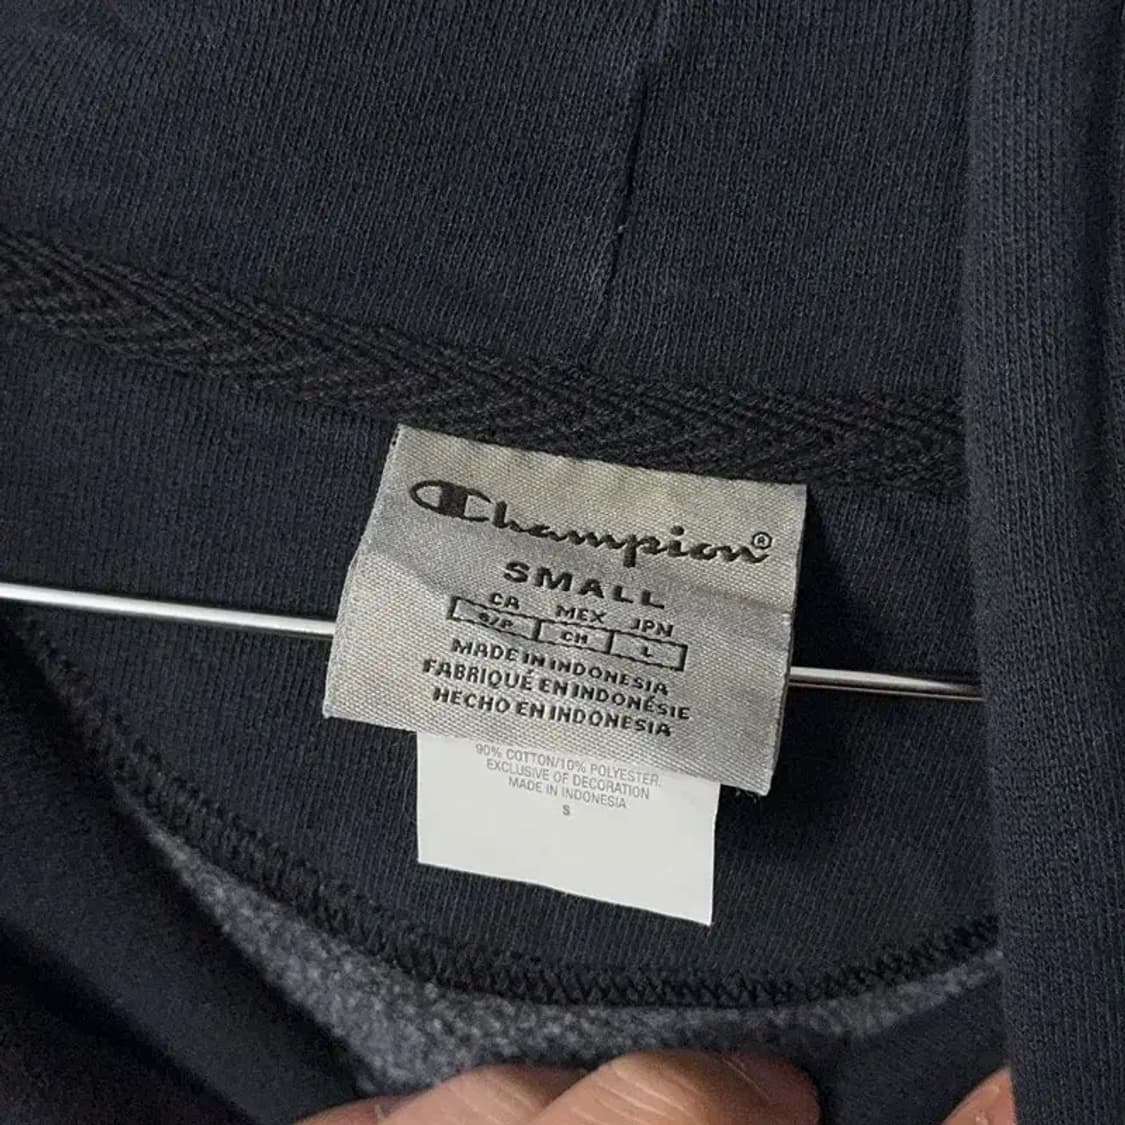 Champion®
SMALL
CA MEX JPN
S/P CH L
MADE IN INDONESIA
FABRIQUÉ EN INDONÉSIE
HECHO EN INDONESIA
90% COTTON/10% POLYESTER.
EXCLUSIVE OF DECORATION
MADE IN INDONESIA
S